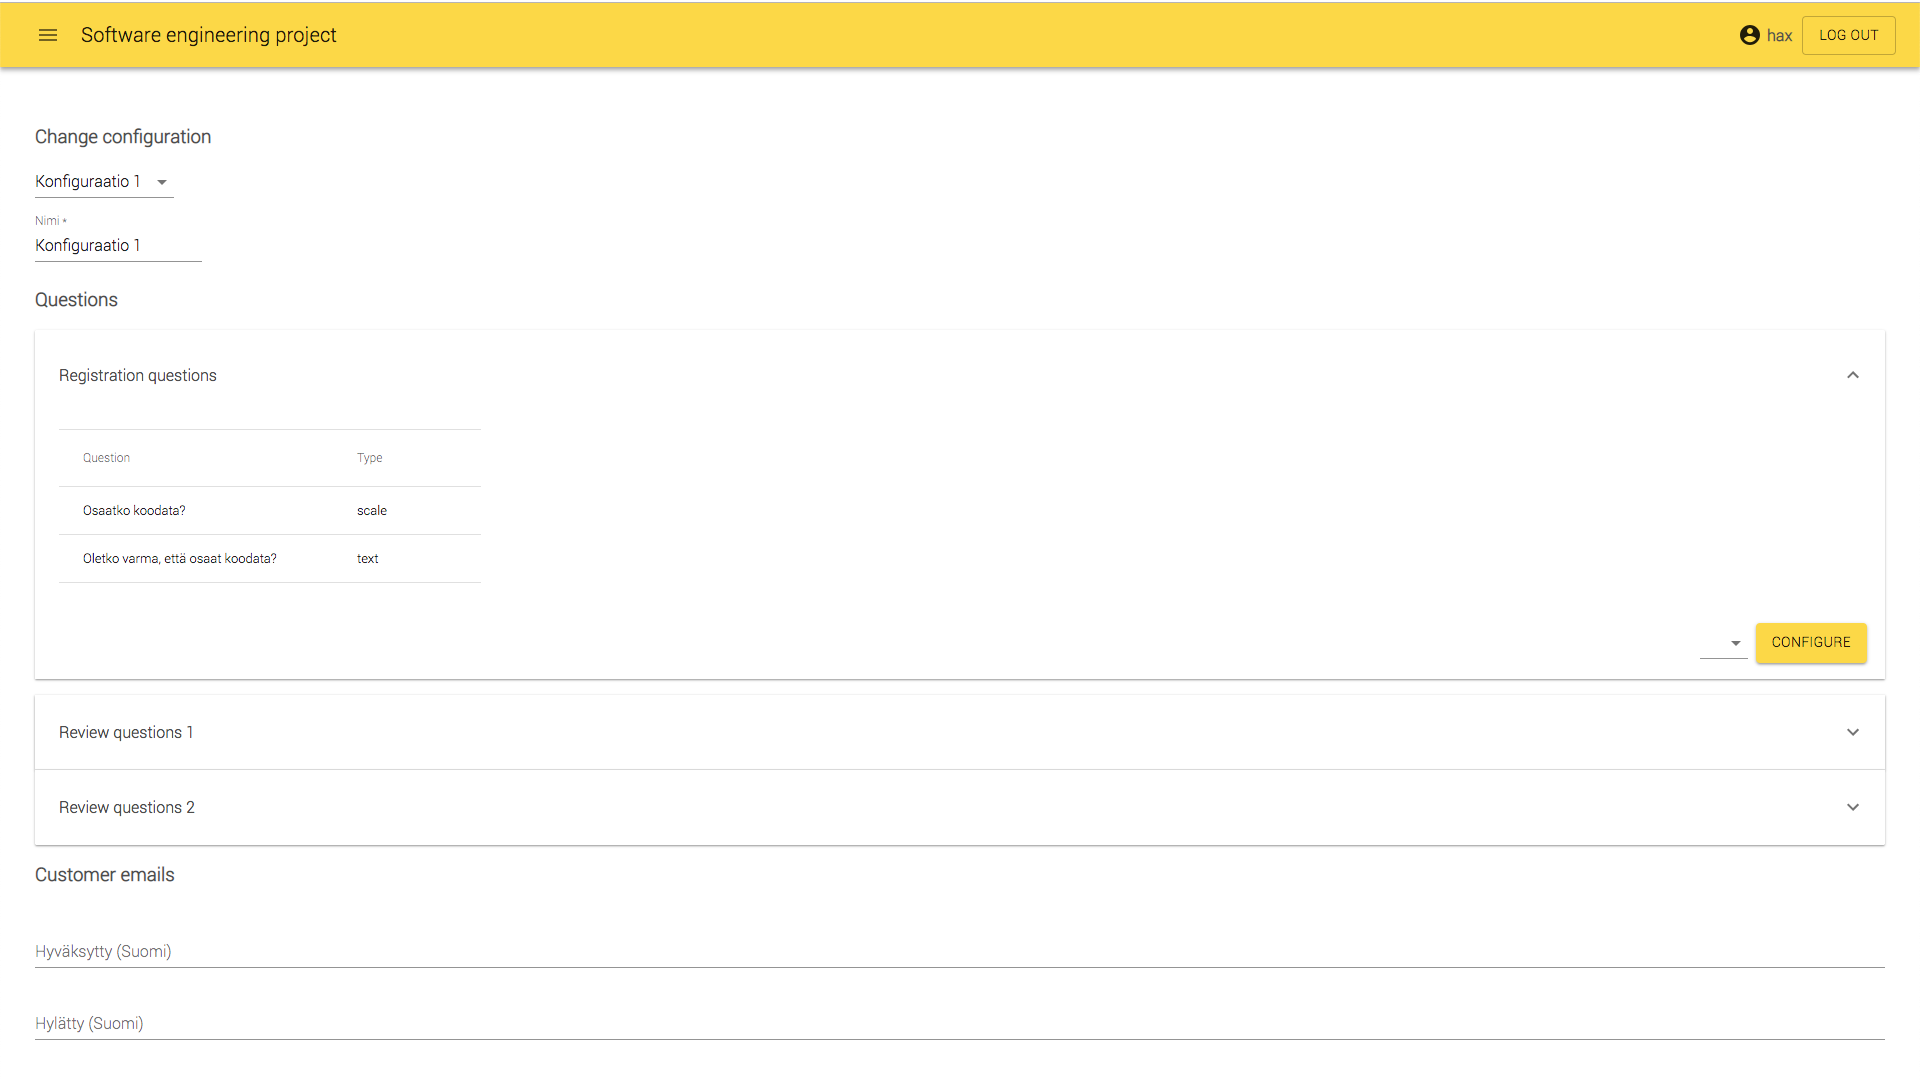 Software engineering project
hax
LOG OUT
Change configuration
Konfiguraatio 1
Nimi *
Konfiguraatio 1
Questions
Registration questions
Question Type
Osaatko koodata? scale
Oletko varma, että osaat koodata? text
CONFIGURE
Review questions 1
Review questions 2
Customer emails
Hyväksytty (Suomi)
Hylätty (Suomi)